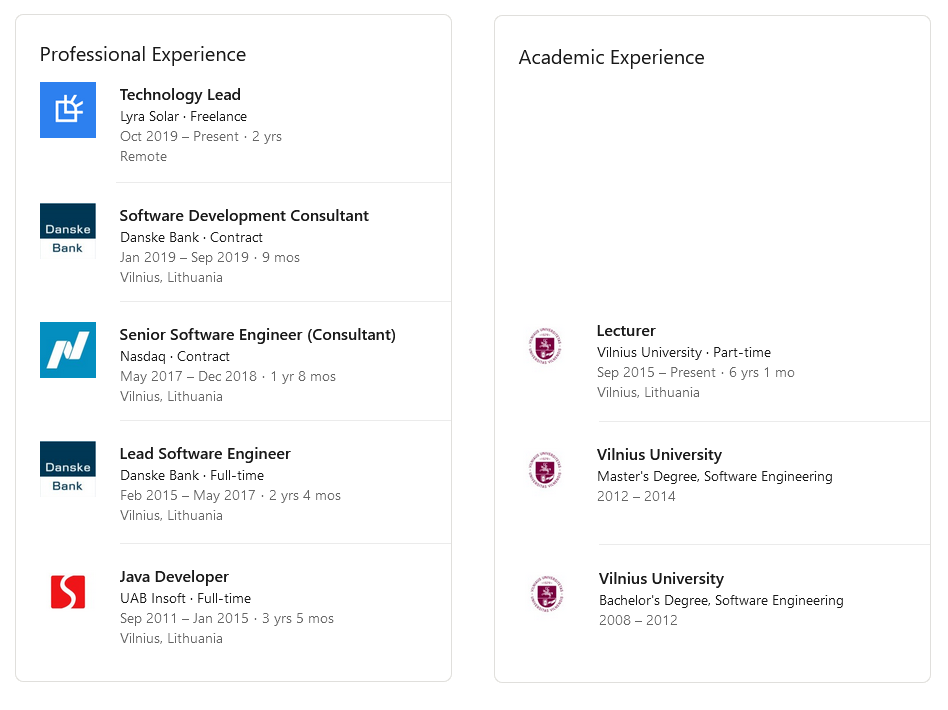 Professional Experience
Technology Lead
Lyra Solar · Freelance
Oct 2019 – Present · 2 yrs
Remote
Danske
Bank
Software Development Consultant
Danske Bank · Contract
Jan 2019 – Sep 2019 · 9 mos
Vilnius, Lithuania
Senior Software Engineer (Consultant)
Nasdaq · Contract
May 2017 – Dec 2018 · 1 yr 8 mos
Vilnius, Lithuania
Danske
Bank
Lead Software Engineer
Danske Bank · Full-time
Feb 2015 – May 2017 · 2 yrs 4 mos
Vilnius, Lithuania
Java Developer
UAB Insoft · Full-time
Sep 2011 – Jan 2015 · 3 yrs 5 mos
Vilnius, Lithuania
Academic Experience
Lecturer
Vilnius University · Part-time
Sep 2015 – Present · 6 yrs 1 mo
Vilnius, Lithuania
Vilnius University
Master's Degree, Software Engineering
2012 – 2014
Vilnius University
Bachelor's Degree, Software Engineering
2008 – 2012